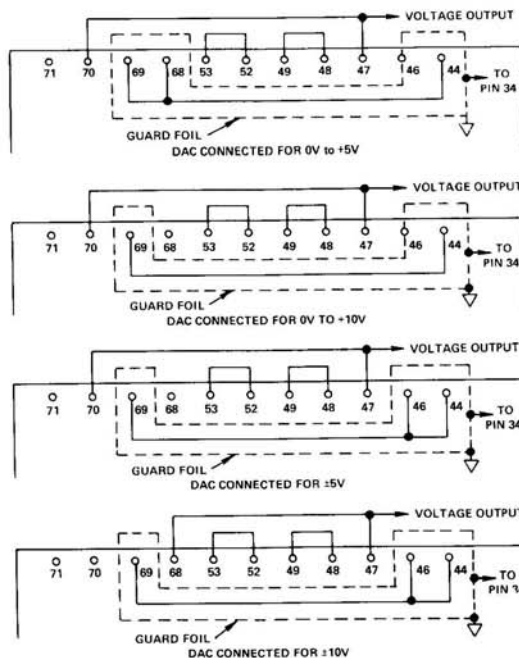 VOLTAGE OUTPUT
71 70 69 68 53 52 49 48 47 46 44
TO
PIN 34
GUARD FOIL
DAC CONNECTED FOR 0V to +5V
VOLTAGE OUTPUT
71 70 69 68 53 52 49 48 47 46 44
TO
PIN 34
GUARD FOIL
DAC CONNECTED FOR 0V TO +10V
VOLTAGE OUTPUT
71 70 69 68 53 52 49 48 47 46 44
TO
PIN 34
GUARD FOIL
DAC CONNECTED FOR ±5V
VOLTAGE OUTPUT
71 70 69 68 53 52 49 48 47 46 44
TO
PIN 3
GUARD FOIL
DAC CONNECTED FOR ±10V